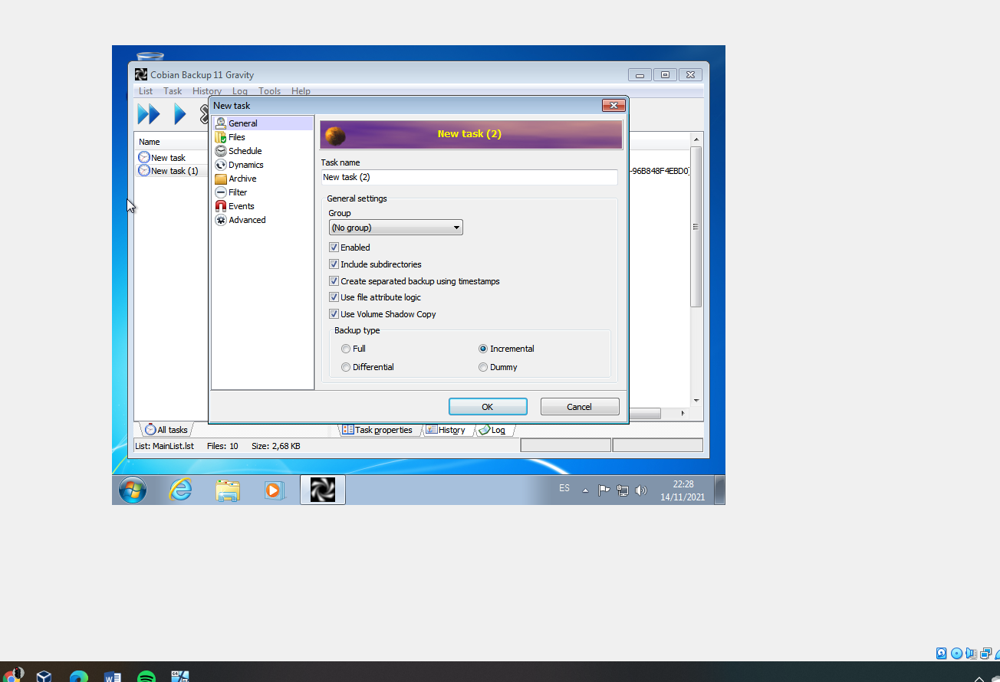 Cobian Backup 11 Gravity
List Task History Log Tools Help
New task
General
Files
Schedule
Dynamics
Archive
Filter
Events
Advanced
New task (2)
Task name
New task (2)
General settings
Group
(No group)
Enabled
Include subdirectories
Create separated backup using timestamps
Use file attribute logic
Use Volume Shadow Copy
Backup type
Full
Incremental
Differential
Dummy
OK Cancel
Name
New task
New task (1)
-96B848F4EBD0}
All tasks
Task properties History Log
List: MainList.lst Files: 10 Size: 2,68 KB
ES
22:28
14/11/2021